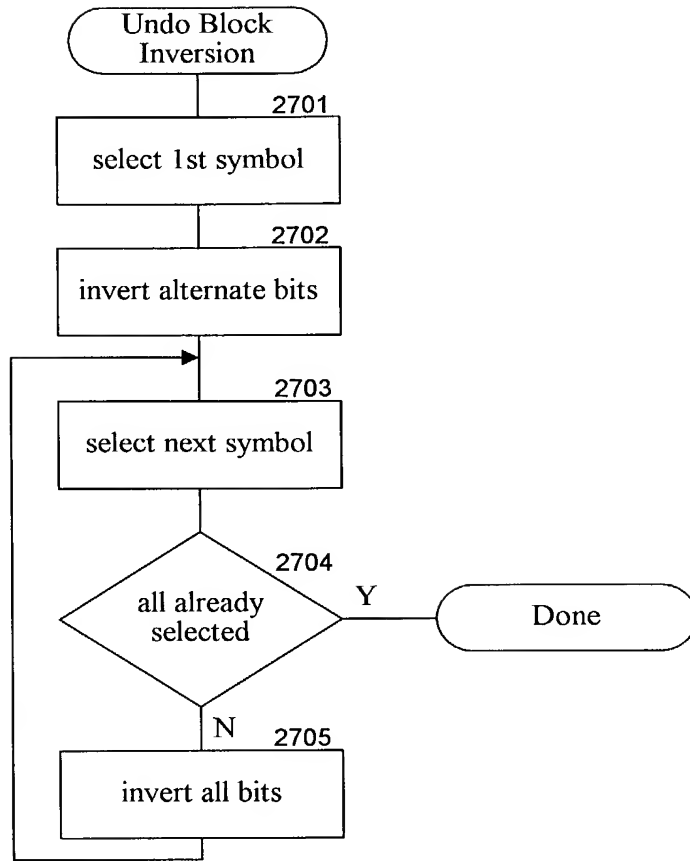 Undo Block
Inversion
2701
select 1st symbol
2702
invert alternate bits
2703
select next symbol
2704
all already
selected
Y
Done
N
2705
invert all bits